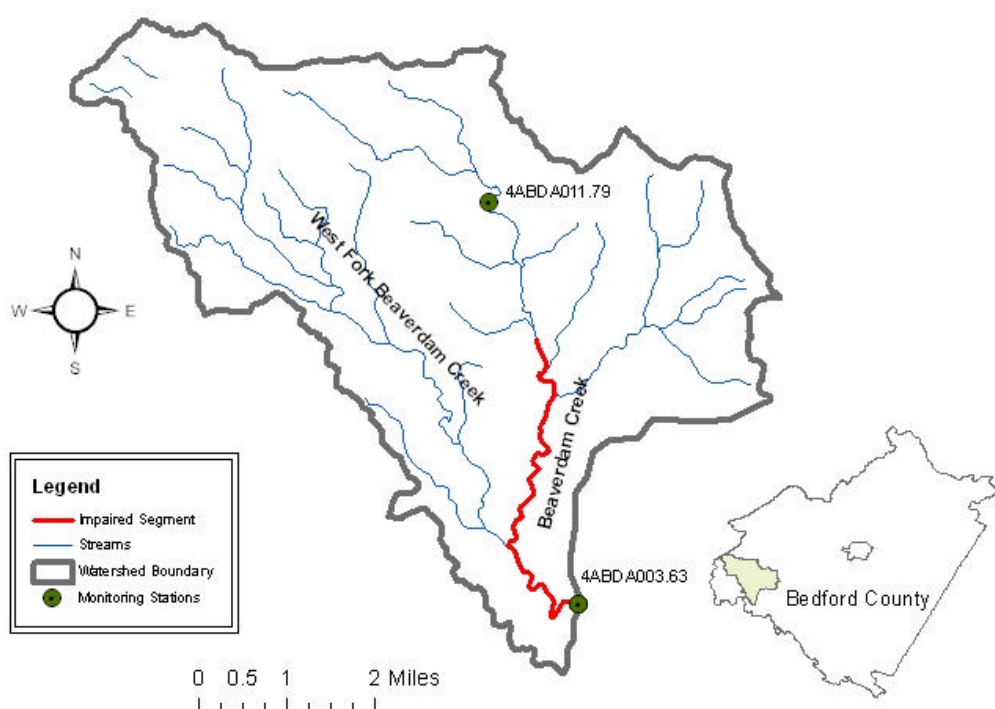 4ABDA011.79
West Fork Beaverdam Creek
N
W
E
S
Beaverdam Creek
Legend
Impaired Segment
Streams
Watershed Boundary
Monitoring Stations
4ABDA003.63
Bedford County
0 0.5 1 2 Miles